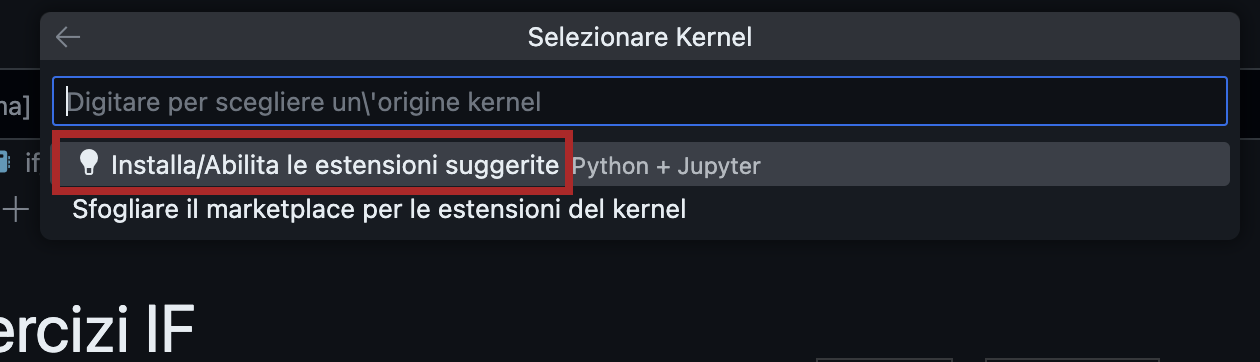 Selezionare Kernel
Digitare per scegliere un\'origine kernel
Installa/Abilita le estensioni suggerite Python + Jupyter
Sfogliare il marketplace per le estensioni del kernel
if
ercizi IF